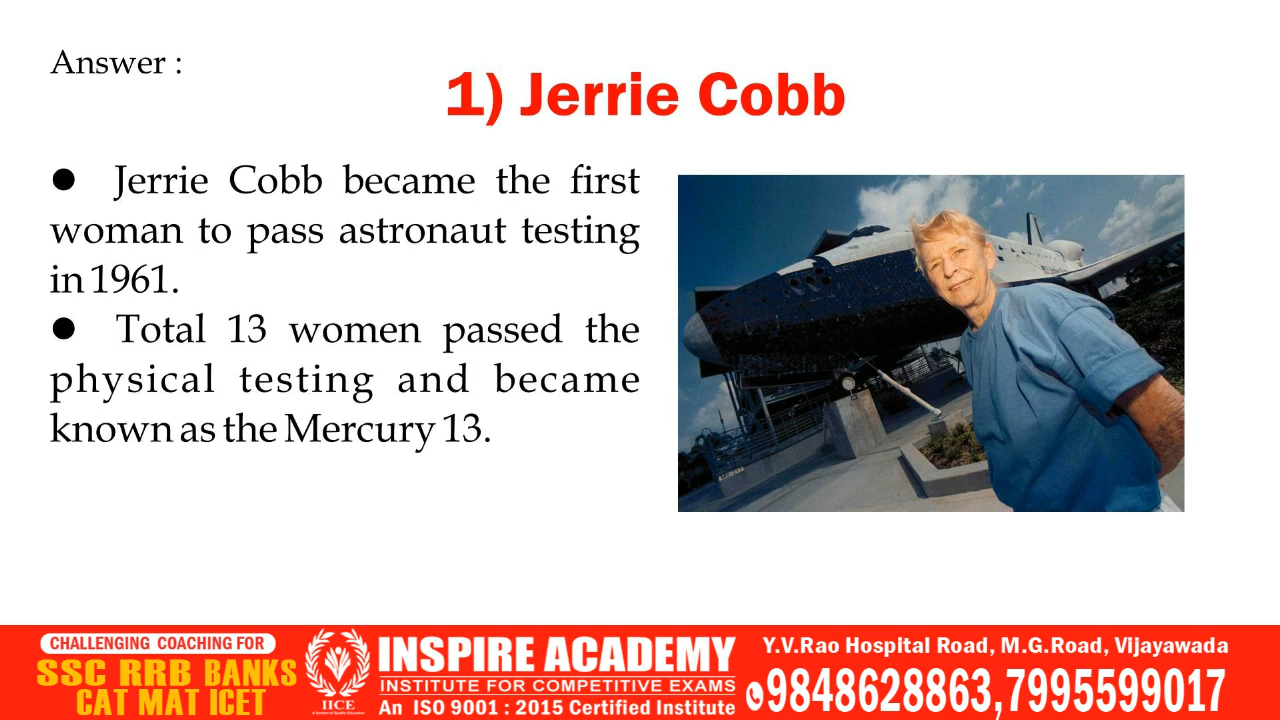 Answer :
1) Jerrie Cobb
● Jerrie Cobb became the first
woman to pass astronaut testing
in 1961.
● Total 13 women passed the
physical testing and became
known as the Mercury 13.
CHALLENGING COACHING FOR
SSC RRB BANKS
CAT MAT ICET
IICE
INSPIRE ACADEMY
INSTITUTE FOR COMPETITIVE EXAMS
An ISO 9001 : 2015 Certified Institute
Y.V.Rao Hospital Road, M.G.Road, Vijayawada
9848628863,7995599017